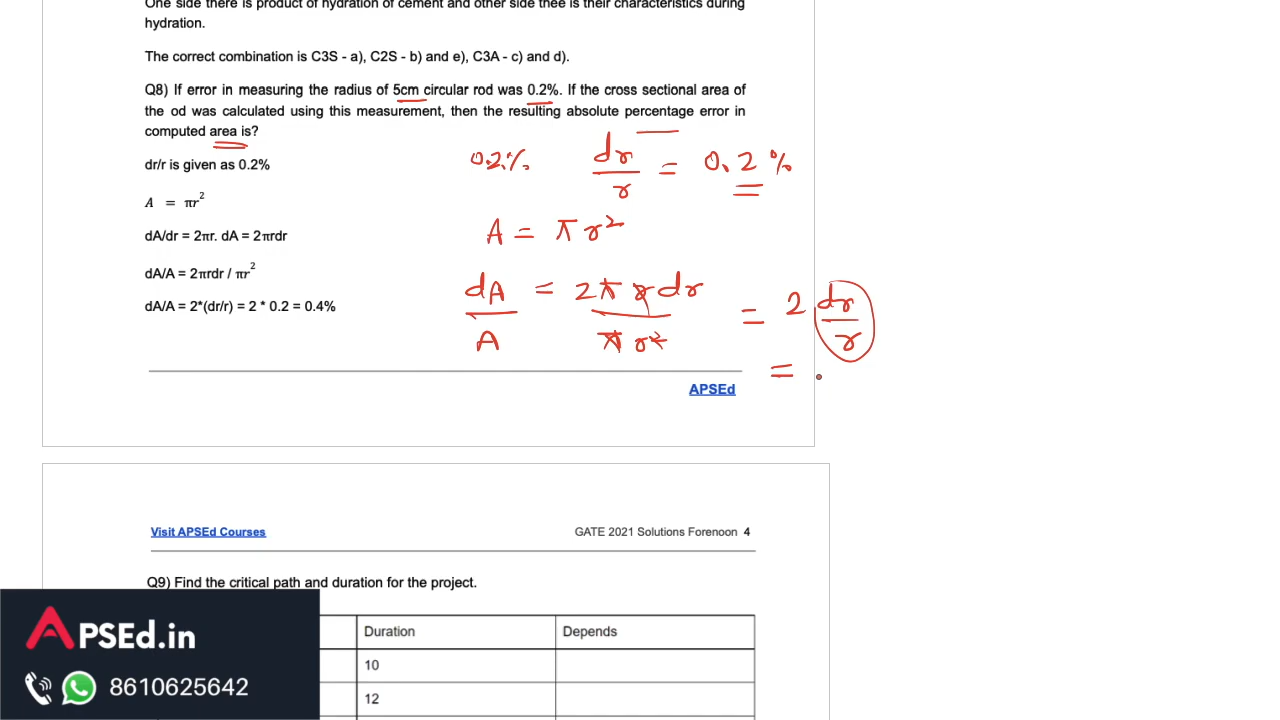 One side there is product of hydration of cement and other side thee is their characteristics during
hydration.
The correct combination is C3S - a), C2S - b) and e), C3A - c) and d).
Q8) If error in measuring the radius of 5cm circular rod was 0.2%. If the cross sectional area of
the od was calculated using this measurement, then the resulting absolute percentage error in
computed area is?
dr/r is given as 0.2%
0.2% dr/r = 0.2 %
A = πr²
A = πr²
dA/dr = 2πr. dA = 2πrdr
dA/A = 2πrdr / πr²
dA/A = 2πrdr/πr² = 2 dr/r
dA/A = 2*(dr/r) = 2 * 0.2 = 0.4%
=
APSEd
Visit APSEd Courses GATE 2021 Solutions Forenoon 4
Q9) Find the critical path and duration for the project.
Duration Depends
10
12
APSEd.in
8610625642